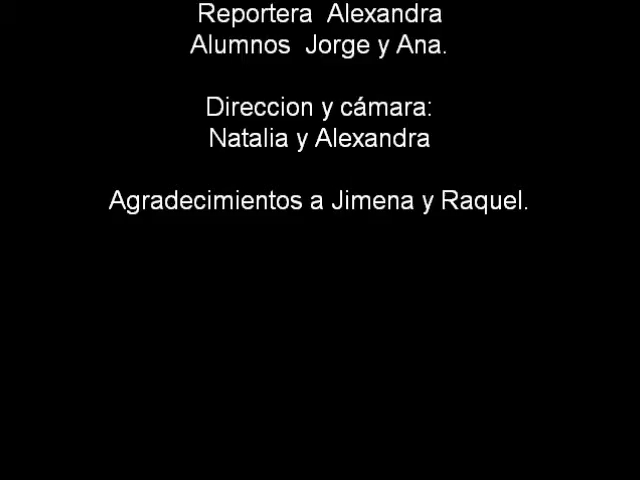 Reportera  Alexandra
Alumnos  Jorge y Ana.
Direccion y cámara:
Natalia y Alexandra
Agradecimientos a Jimena y Raquel.